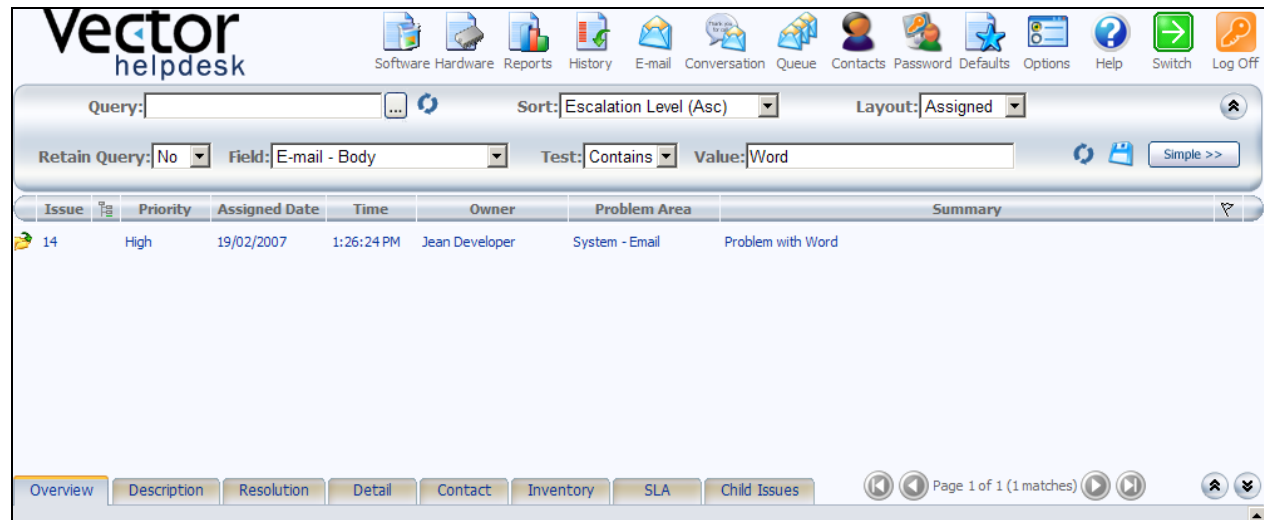 Vector
helpdesk
Software Hardware Reports History E-mail Conversation Queue Contacts Password Defaults Options Help Switch Log Off
Query: ... Sort: Escalation Level (Asc) Layout: Assigned
Retain Query: No Field: E-mail - Body Test: Contains Value: Word Simple >>
Issue Priority Assigned Date Time Owner Problem Area Summary
14 High 19/02/2007 1:26:24 PM Jean Developer System - Email Problem with Word
Overview Description Resolution Detail Contact Inventory SLA Child Issues Page 1 of 1 (1 matches)